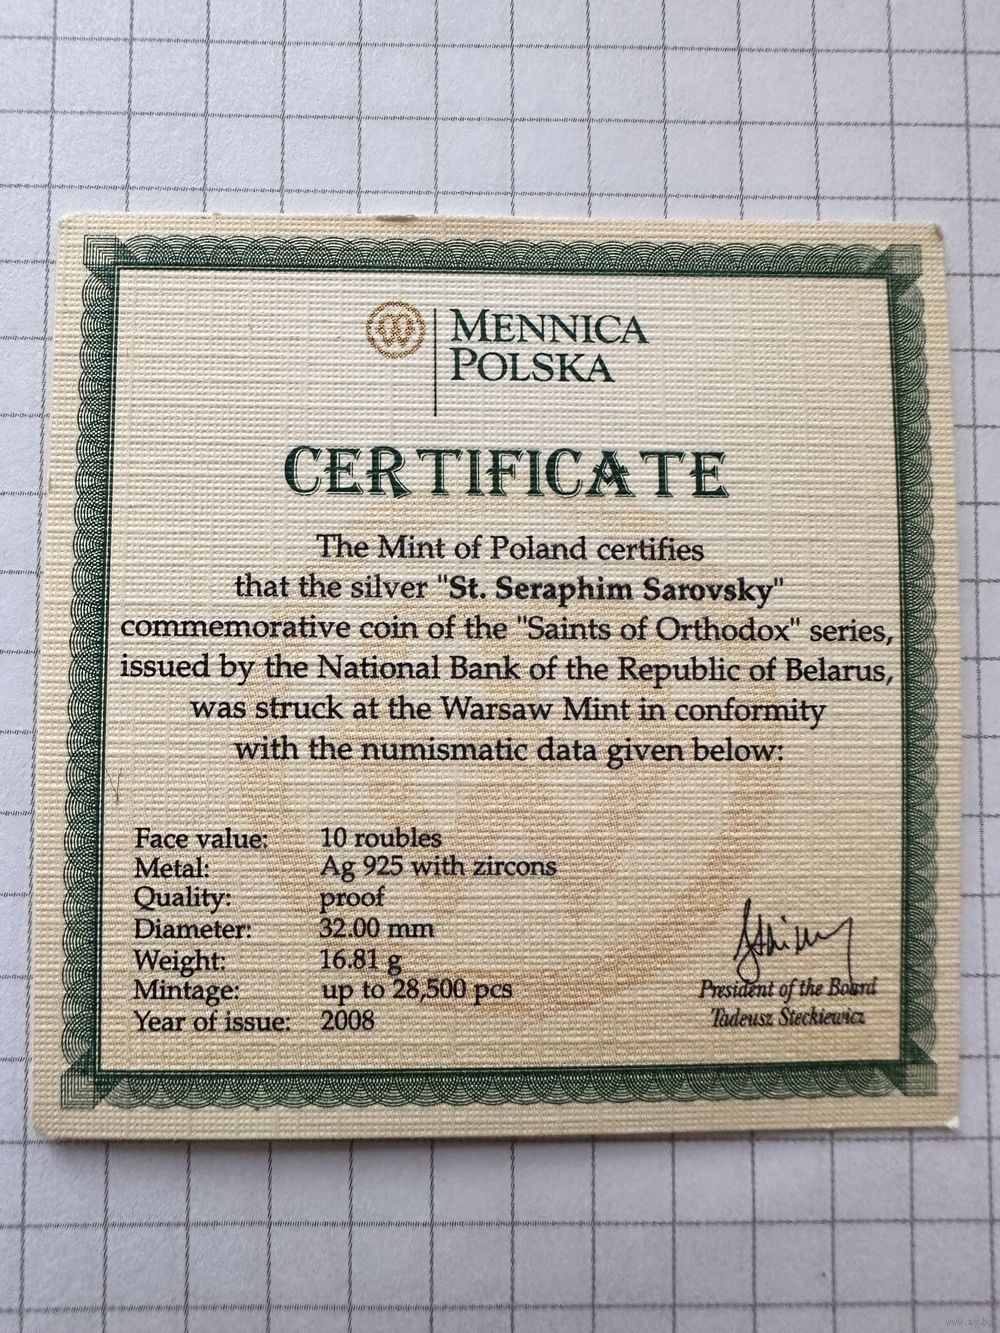 MENNICA
POLSKA
CERTIFICATE
The Mint of Poland certifies
that the silver "St. Seraphim Sarovsky"
commemorative coin of the "Saints of Orthodox" series,
issued by the National Bank of the Republic of Belarus,
was struck at the Warsaw Mint in conformity
with the numismatic data given below:
Face value: 10 roubles
Metal: Ag 925 with zircons
Quality: proof
Diameter: 32.00 mm
Weight: 16.81 g
Mintage: up to 28,500 pcs
Year of issue: 2008
President of the Board
Tadeusz Steckiewicz
www.ay.by